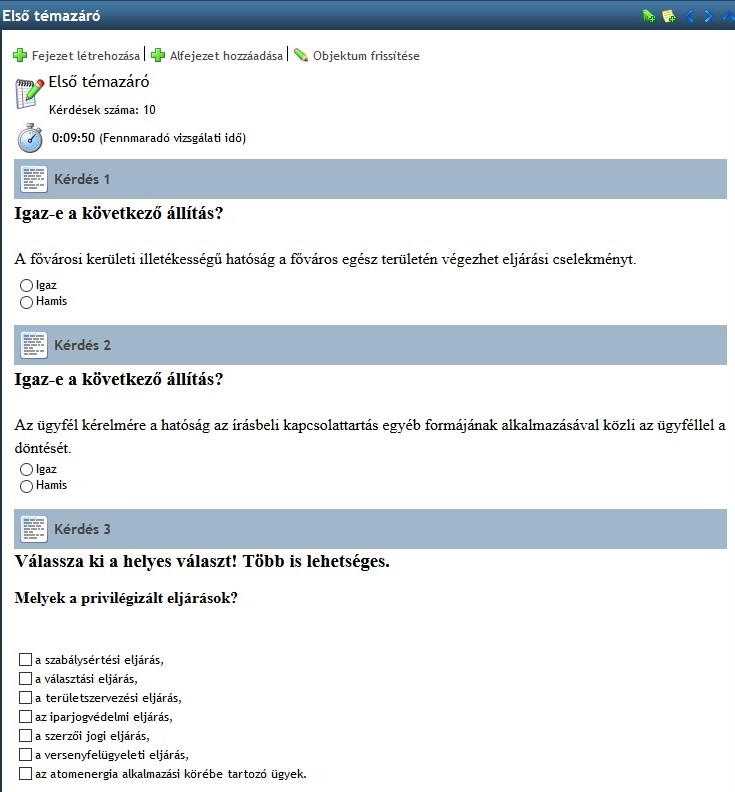 Első témazáró
Fejezet létrehozása Alfejezet hozzáadása Objektum frissítése
Első témazáró
Kérdések száma: 10
0:09:50 (Fennmaradó vizsgálati idő)
Kérdés 1
Igaz-e a következő állítás?
A fővárosi kerületi illetékességű hatóság a főváros egész területén végezhet eljárási cselekményt.
Igaz
Hamis
Kérdés 2
Igaz-e a következő állítás?
Az ügyfél kérelmére a hatóság az írásbeli kapcsolattartás egyéb formájának alkalmazásával közli az ügyféllel a
döntését.
Igaz
Hamis
Kérdés 3
Válassza ki a helyes választ! Több is lehetséges.
Melyek a privilégizált eljárások?
a szabálysértési eljárás,
a választási eljárás,
a területszervezési eljárás,
az iparjogvédelmi eljárás,
a szerzői jogi eljárás,
a versenyfelügyeleti eljárás,
az atomenergia alkalmazási körébe tartozó ügyek.